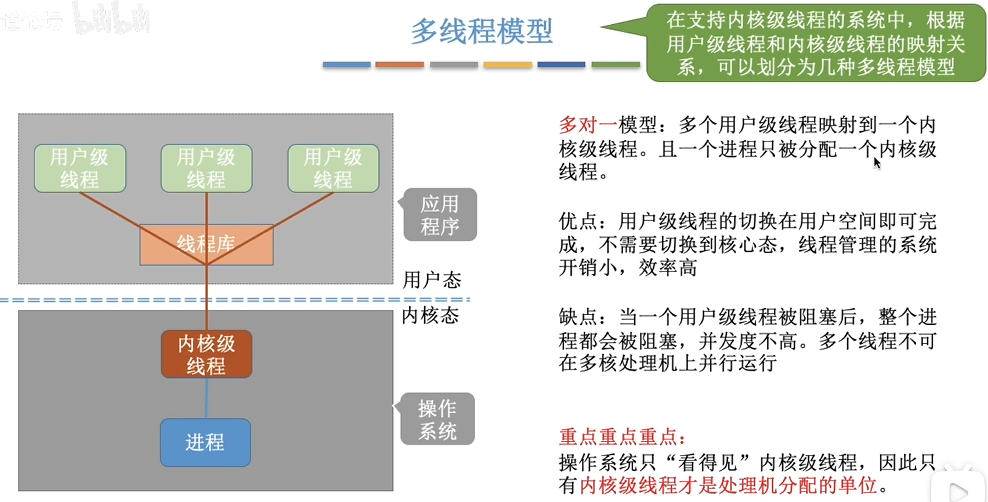 bilibili
多线程模型
在支持内核级线程的系统中，根据
用户级线程和内核级线程的映射关
系，可以划分为几种多线程模型
用户级
线程
用户级
线程
用户级
线程
线程库
应用
程序
用户态
内核态
内核级
线程
进程
操作
系统
多对一模型：多个用户级线程映射到一个内
核级线程。且一个进程只被分配一个内核级
线程。
优点：用户级线程的切换在用户空间即可完
成，不需要切换到核心态，线程管理的系统
开销小，效率高
缺点：当一个用户级线程被阻塞后，整个进
程都会被阻塞，并发度不高。多个线程不可
在多核处理机上并行运行
重点重点重点：
操作系统只“看得见”内核级线程，因此只
有内核级线程才是处理机分配的单位。